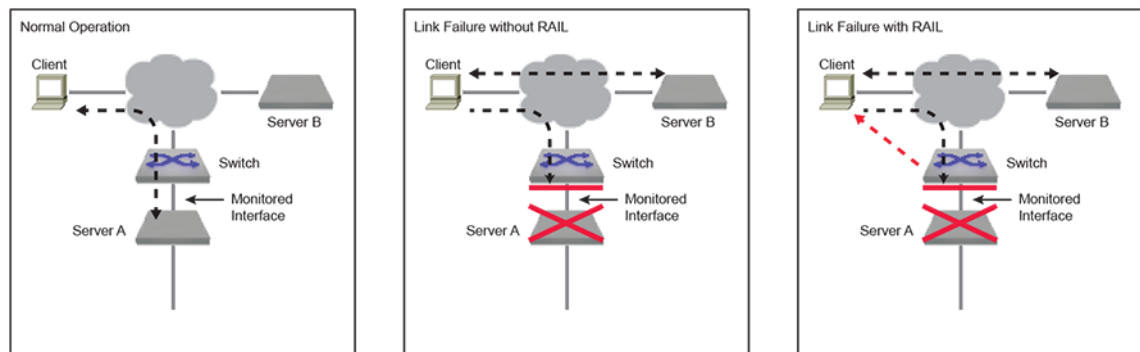 Normal Operation
Client
Server B
Switch
Monitored
Interface
Server A
Link Failure without RAIL
Client
Server B
Switch
Monitored
Interface
Server A
Link Failure with RAIL
Client
Server B
Switch
Monitored
Interface
Server A